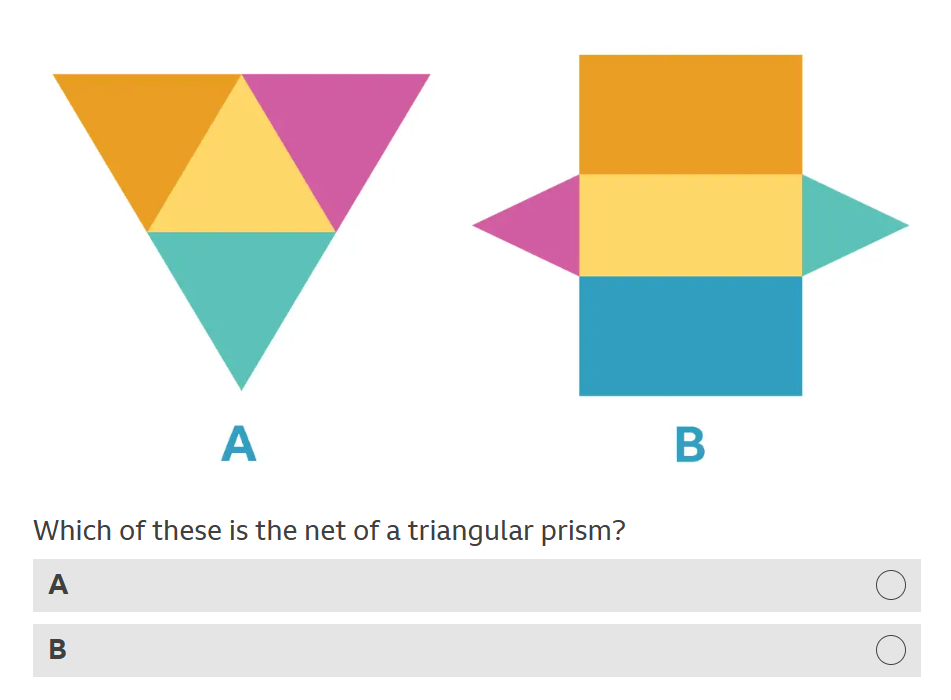 A
B
Which of these is the net of a triangular prism?
A
B